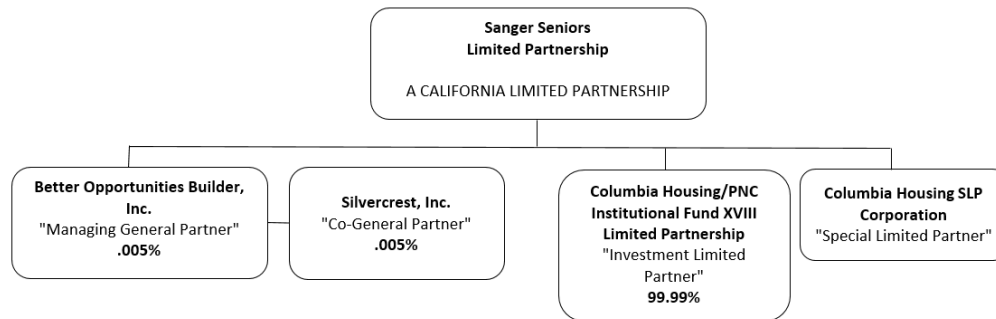 Sanger Seniors
Limited Partnership
A CALIFORNIA LIMITED PARTNERSHIP
Better Opportunities Builder,
Inc.
"Managing General Partner"
.005%
Silvercrest, Inc.
"Co-General Partner"
.005%
Columbia Housing/PNC
Institutional Fund XVIII
Limited Partnership
"Investment Limited
Partner"
99.99%
Columbia Housing SLP
Corporation
"Special Limited Partner"